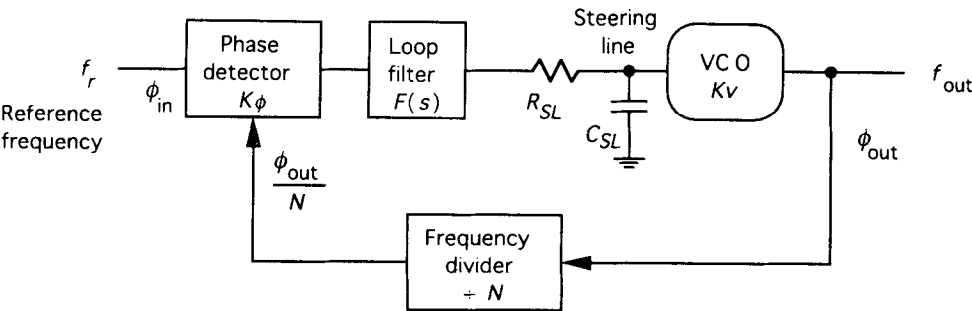 Steering
line
Phase
detector
Kϕ
Loop
filter
F(s)
VCO
Kv
f_r
ϕ_in
Reference
frequency
R_SL
C_SL
f_out
ϕ_out
ϕ_out
N
Frequency
divider
÷ N